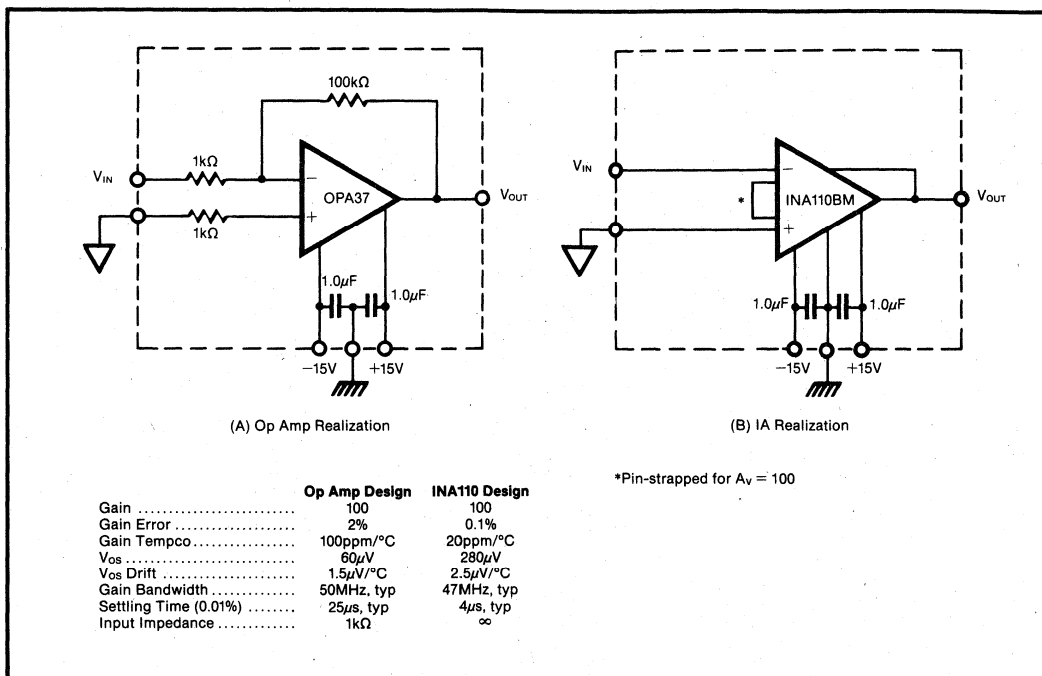 100kΩ
1kΩ
V_IN
−
OPA37
V_OUT
+
1kΩ
1.0μF
1.0μF
−15V
+15V
(A) Op Amp Realization
V_IN
−
*
INA110BM
V_OUT
+
1.0μF
1.0μF
−15V
+15V
(B) IA Realization
*Pin-strapped for A_V = 100
Op Amp Design INA110 Design
Gain .......................... 100 100
Gain Error .................... 2% 0.1%
Gain Tempco ................ 100ppm/°C 20ppm/°C
V_OS .......................... 60μV 280μV
V_OS Drift .................... 1.5μV/°C 2.5μV/°C
Gain Bandwidth .............. 50MHz, typ 47MHz, typ
Settling Time (0.01%) ........ 25μs, typ 4μs, typ
Input Impedance ............. 1kΩ ∞